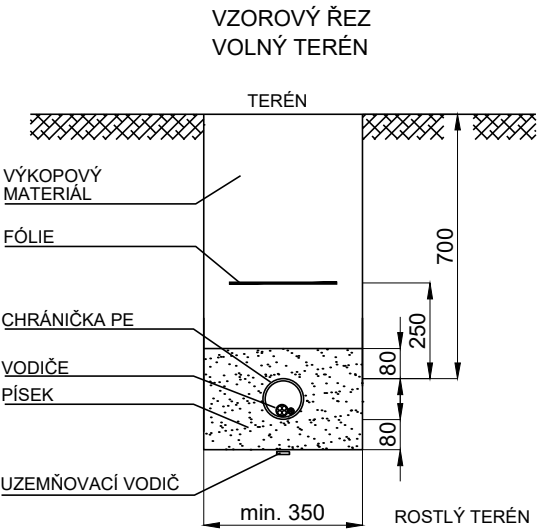 VZOROVÝ ŘEZ
VOLNÝ TERÉN
TERÉN
VÝKOPOVÝ
MATERIÁL
FÓLIE
700
250
CHRÁNIČKA PE
80
VODIČE
PÍSEK
80
UZEMŇOVACÍ VODIČ
min. 350
ROSTLÝ TERÉN